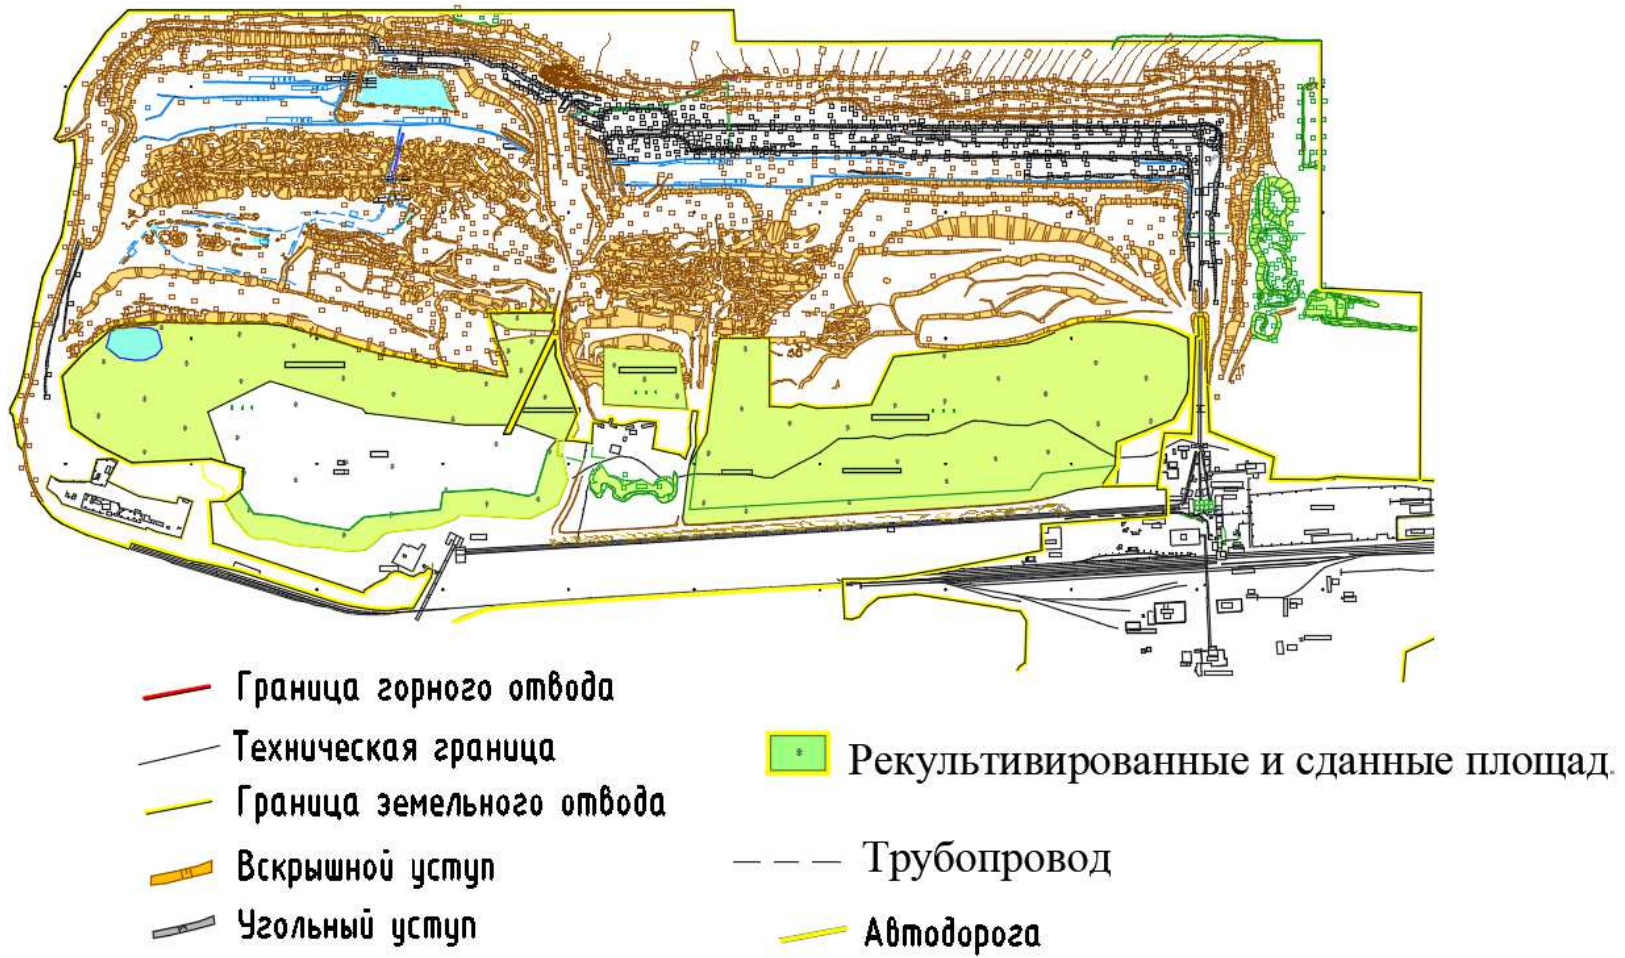 Граница горного отвода
Техническая граница
Граница земельного отвода
Вскрышной уступ
Угольный уступ
Рекультивированные и сданные площад
Трубопровод
Автодорога